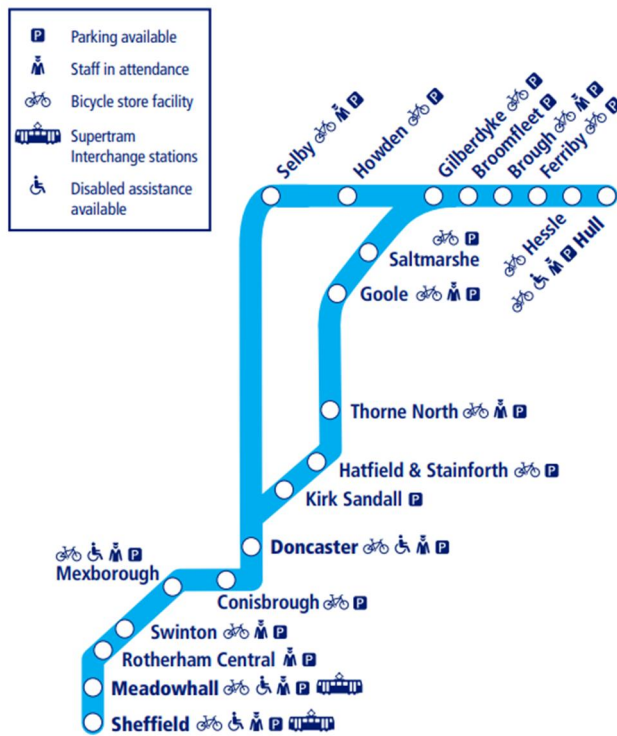 P Parking available
Staff in attendance
Bicycle store facility
Supertram
Interchange stations
Disabled assistance
available
Selby P
Howden P
Gilberdyke P
Broomfleet P
Brough P
Ferriby P
Hessle
P Hull
P
Saltmarshe
Goole P
Thorne North P
Hatfield & Stainforth P
Kirk Sandall P
Doncaster P
P
Mexborough
Conisbrough P
Swinton P
Rotherham Central P
Meadowhall P
Sheffield P